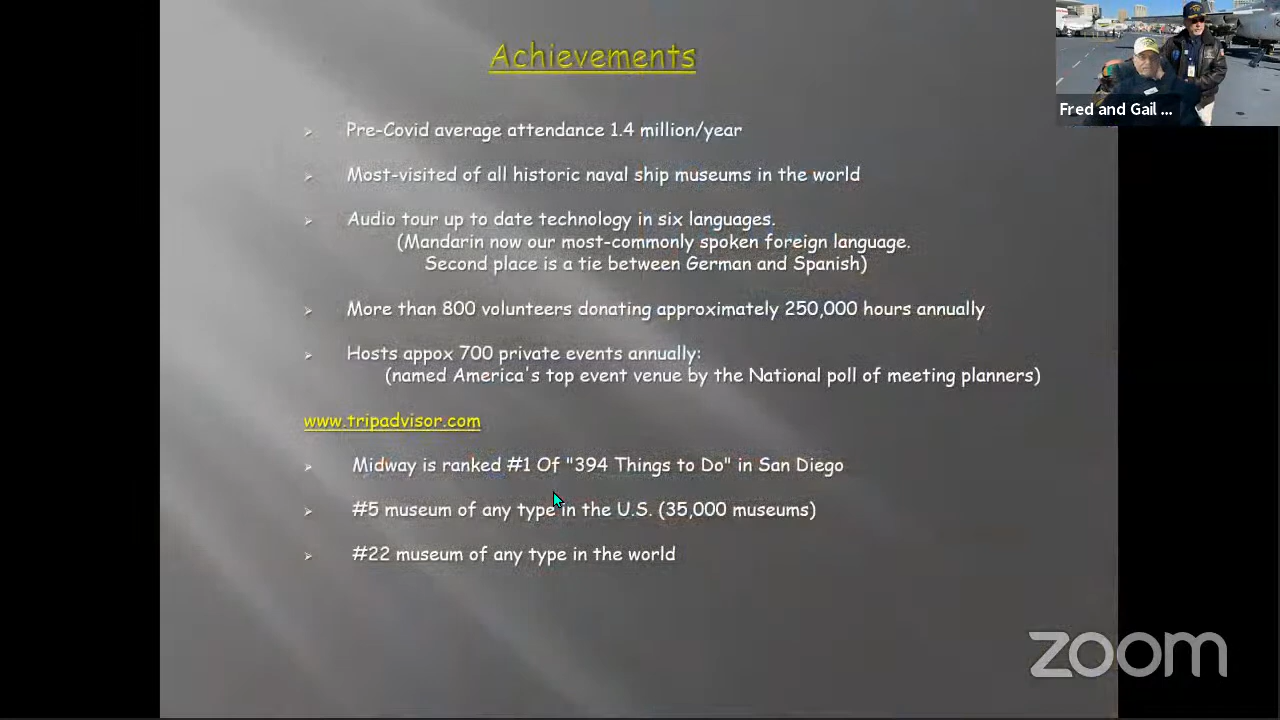 Achievements
Pre-Covid average attendance 1.4 million/year
Most-visited of all historic naval ship museums in the world
Audio tour up to date technology in six languages.
(Mandarin now our most-commonly spoken foreign language.
Second place is a tie between German and Spanish)
More than 800 volunteers donating approximately 250,000 hours annually
Hosts appox 700 private events annually:
(named America's top event venue by the National poll of meeting planners)
www.tripadvisor.com
Midway is ranked #1 Of "394 Things to Do" in San Diego
#5 museum of any type in the U.S. (35,000 museums)
#22 museum of any type in the world
Fred and Gail ...
zoom